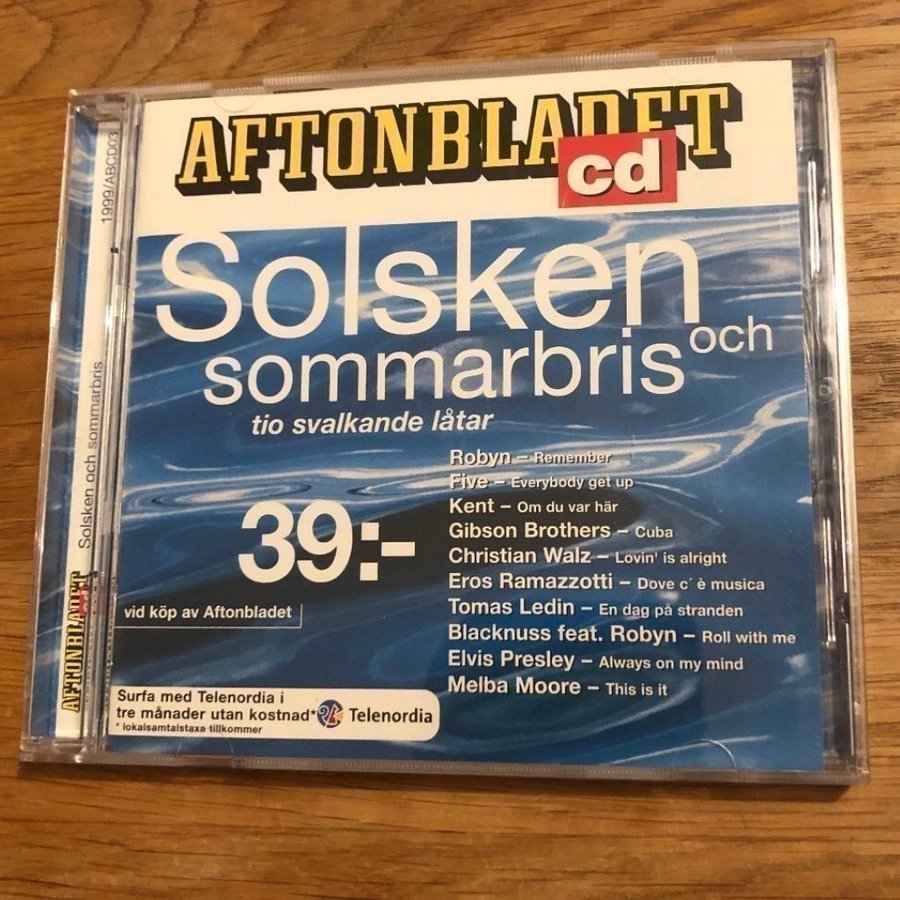 AFTONBLADET
cd
Solsken
och
sommarbris
tio svalkande låtar
Robyn – Remember
Five – Everybody get up
Kent – Om du var här
Gibson Brothers – Cuba
Christian Walz – Lovin' is alright
Eros Ramazzotti – Dove c´è musica
Tomas Ledin – En dag på stranden
Blacknuss feat. Robyn – Roll with me
Elvis Presley – Always on my mind
Melba Moore – This is it
39:-
vid köp av Aftonbladet
Surfa med Telenordia i
tre månader utan kostnad*
* lokalsamtalstaxa tillkommer
Telenordia
AFTONBLADET
cd
Solsken och sommarbris
1999/ABCD03